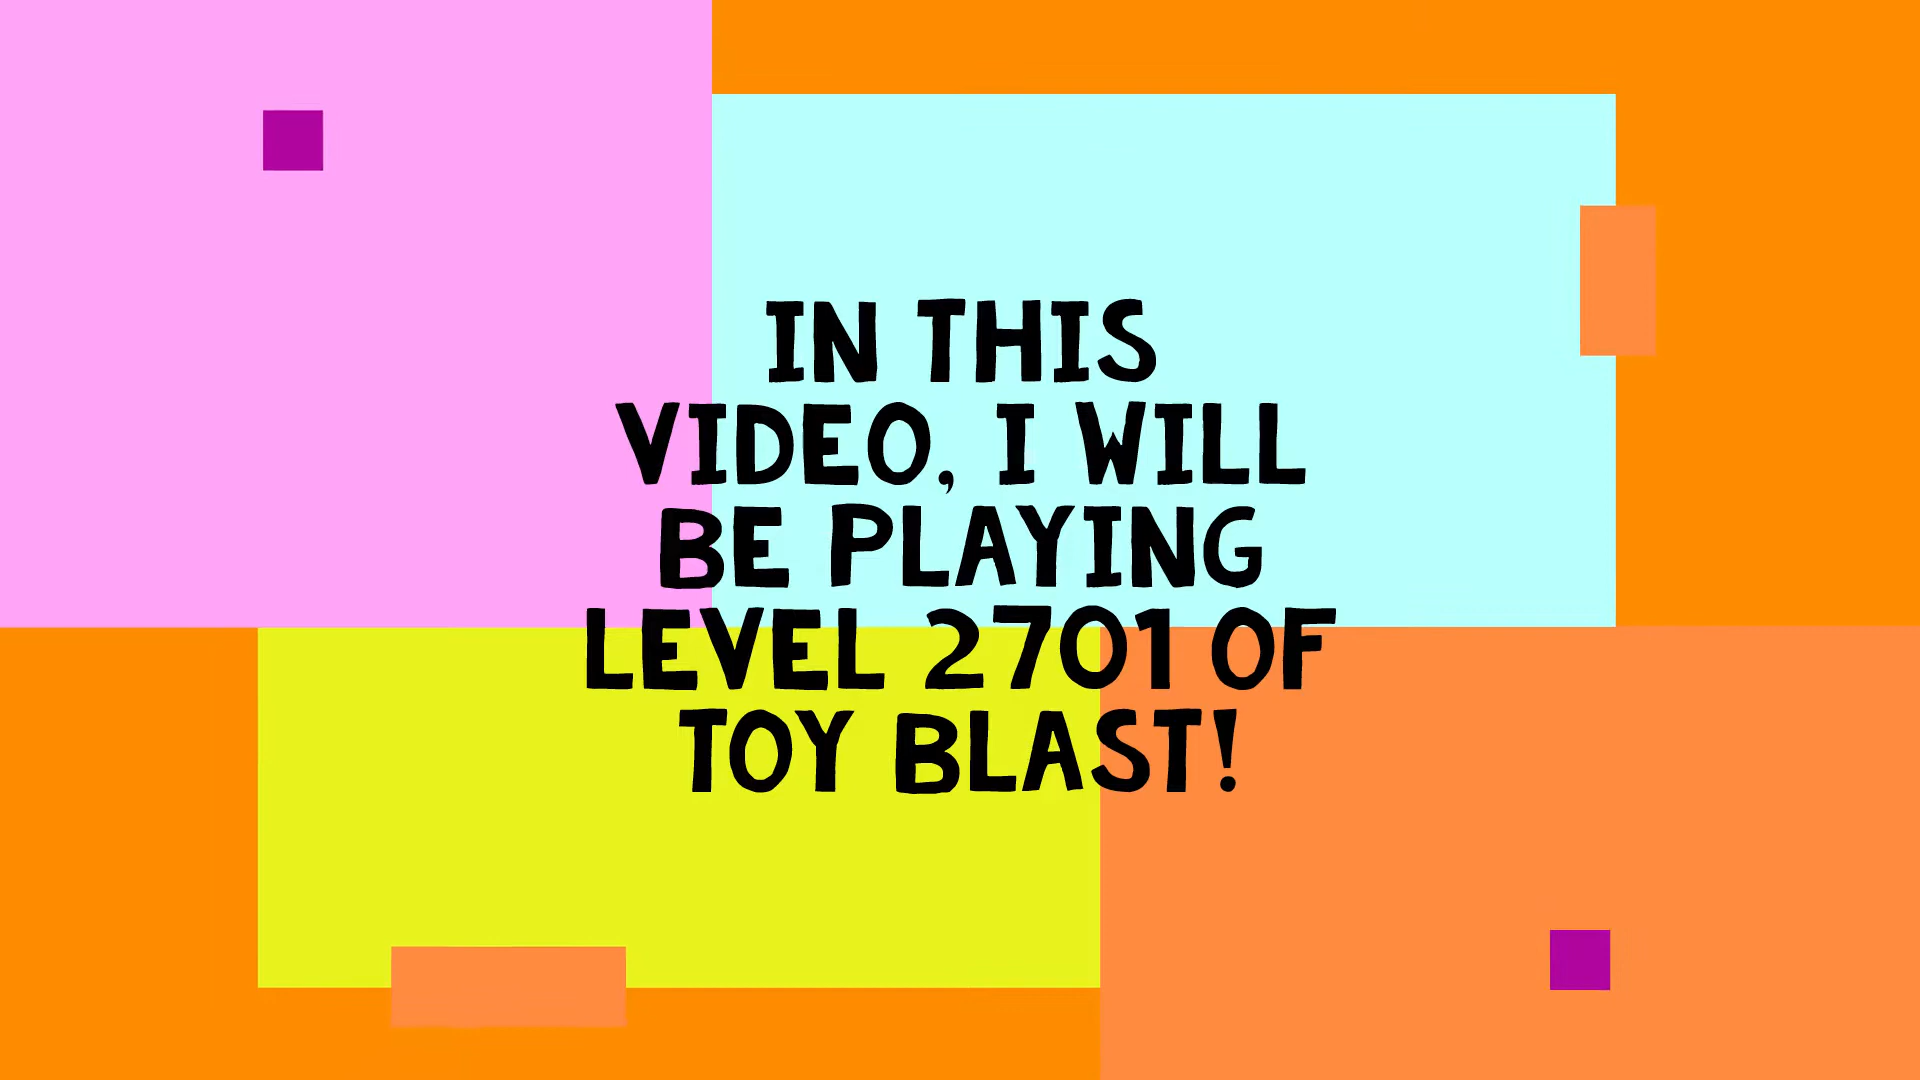 IN THIS
VIDEO, I WILL
BE PLAYING
LEVEL 2701 OF
TOY BLAST!